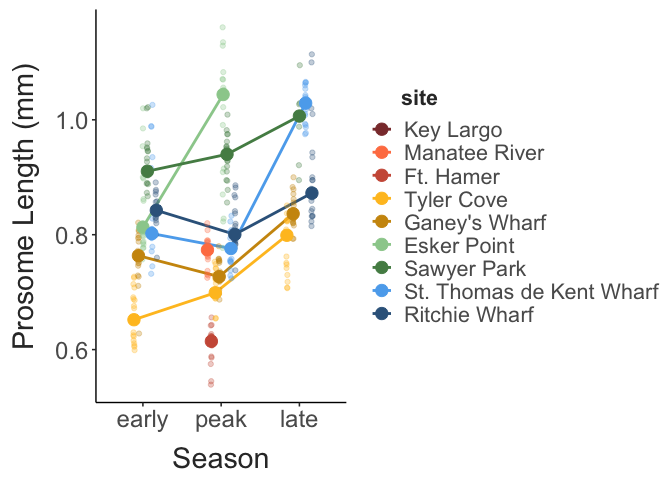 Prosome Length (mm)
1.0
0.8
0.6
early peak late
Season
site
Key Largo
Manatee River
Ft. Hamer
Tyler Cove
Ganey's Wharf
Esker Point
Sawyer Park
St. Thomas de Kent Wharf
Ritchie Wharf